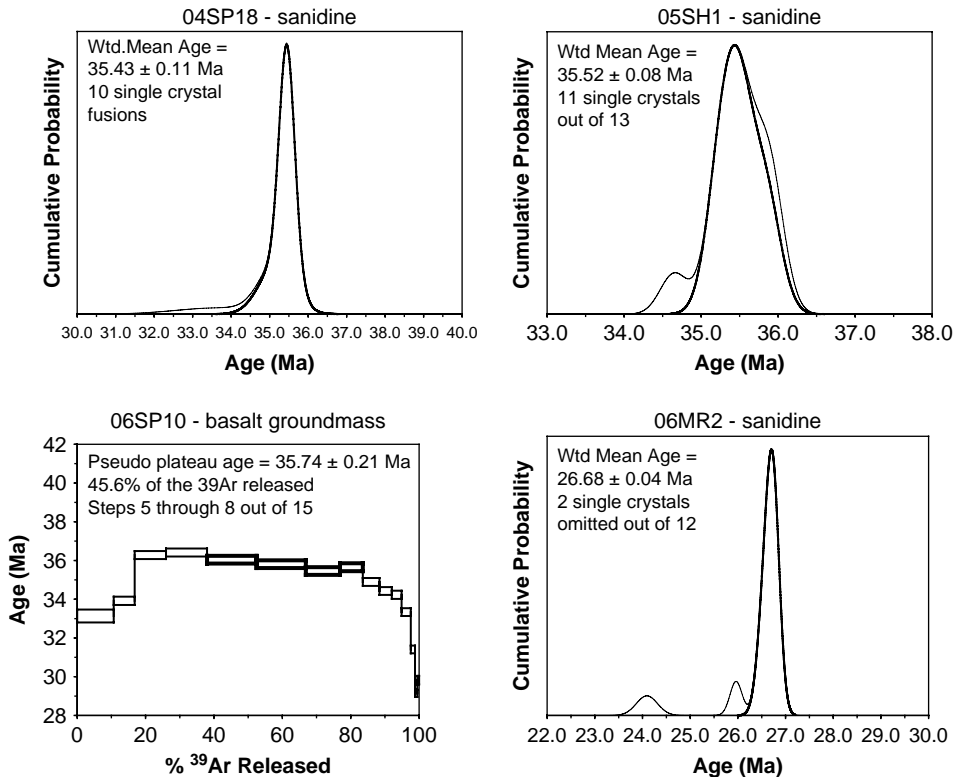 04SP18 - sanidine
Wtd.Mean Age =
35.43 ± 0.11 Ma
10 single crystal
fusions
Cumulative Probability
30.0 31.0 32.0 33.0 34.0 35.0 36.0 37.0 38.0 39.0 40.0
Age (Ma)
05SH1 - sanidine
Wtd Mean Age =
35.52 ± 0.08 Ma
11 single crystals
out of 13
Cumulative Probability
33.0 34.0 35.0 36.0 37.0 38.0
Age (Ma)
06SP10 - basalt groundmass
Pseudo plateau age = 35.74 ± 0.21 Ma
45.6% of the 39Ar released
Steps 5 through 8 out of 15
Age (Ma)
42
40
38
36
34
32
30
28
0 20 40 60 80 100
% ³⁹Ar Released
06MR2 - sanidine
Wtd Mean Age =
26.68 ± 0.04 Ma
2 single crystals
omitted out of 12
Cumulative Probability
22.0 23.0 24.0 25.0 26.0 27.0 28.0 29.0 30.0
Age (Ma)